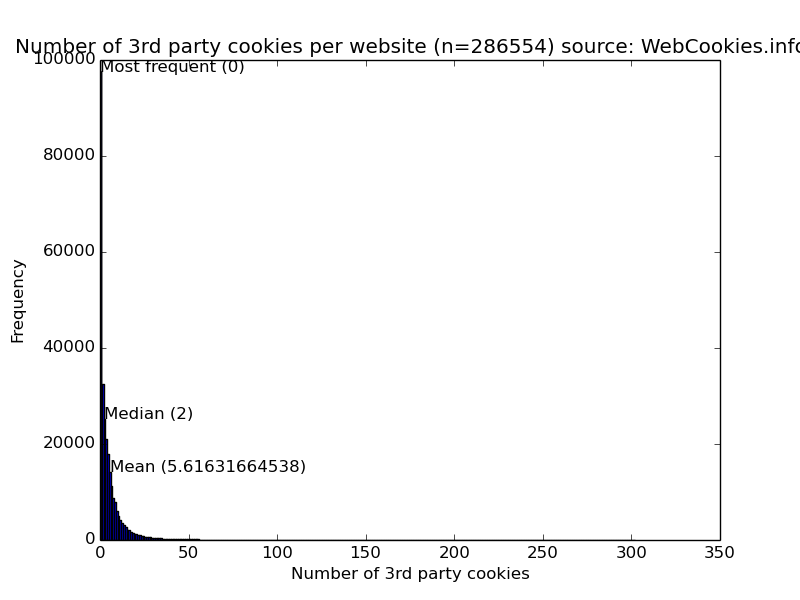 Number of 3rd party cookies per website (n=286554) source: WebCookies.info
100000
Most frequent (0)
80000
60000
Frequency
40000
Median (2)
20000
Mean (5.61631664538)
0
0 50 100 150 200 250 300 350
Number of 3rd party cookies